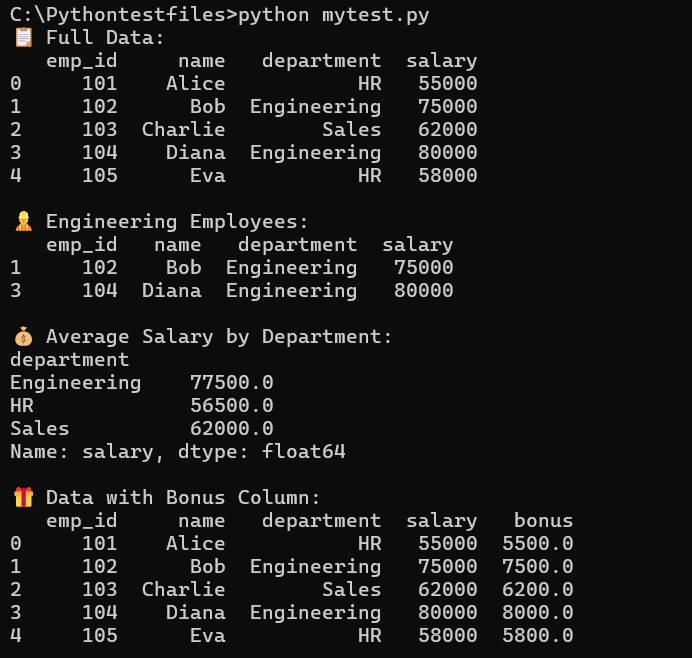 C:\Pythontestfiles>python mytest.py
📋 Full Data:
   emp_id     name   department  salary
0     101    Alice           HR   55000
1     102      Bob  Engineering   75000
2     103  Charlie        Sales   62000
3     104    Diana  Engineering   80000
4     105      Eva           HR   58000
👷 Engineering Employees:
   emp_id   name   department  salary
1     102    Bob  Engineering   75000
3     104  Diana  Engineering   80000
💰 Average Salary by Department:
department
Engineering    77500.0
HR             56500.0
Sales          62000.0
Name: salary, dtype: float64
🎁 Data with Bonus Column:
   emp_id     name   department  salary   bonus
0     101    Alice           HR   55000  5500.0
1     102      Bob  Engineering   75000  7500.0
2     103  Charlie        Sales   62000  6200.0
3     104    Diana  Engineering   80000  8000.0
4     105      Eva           HR   58000  5800.0